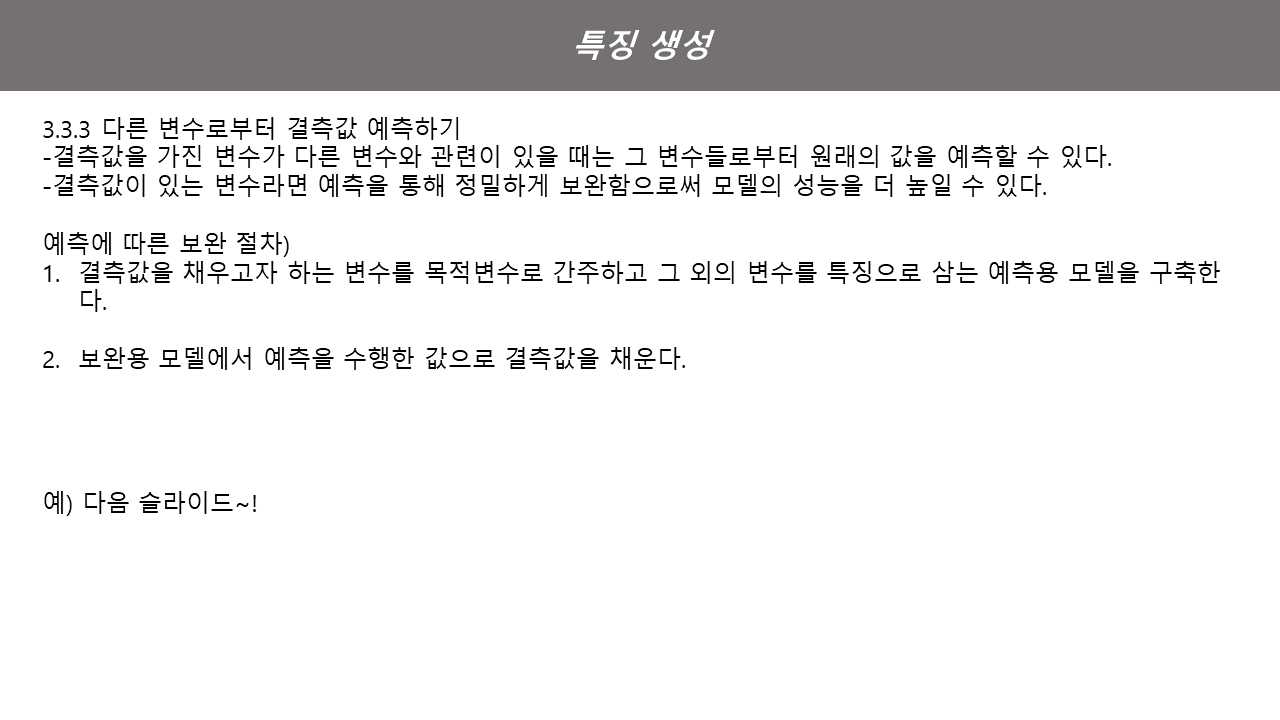 특징 생성
3.3.3 다른 변수로부터 결측값 예측하기
-결측값을 가진 변수가 다른 변수와 관련이 있을 때는 그 변수들로부터 원래의 값을 예측할 수 있다.
-결측값이 있는 변수라면 예측을 통해 정밀하게 보완함으로써 모델의 성능을 더 높일 수 있다.
예측에 따른 보완 절차)
1. 결측값을 채우고자 하는 변수를 목적변수로 간주하고 그 외의 변수를 특징으로 삼는 예측용 모델을 구축한
다.
2. 보완용 모델에서 예측을 수행한 값으로 결측값을 채운다.
예) 다음 슬라이드~!